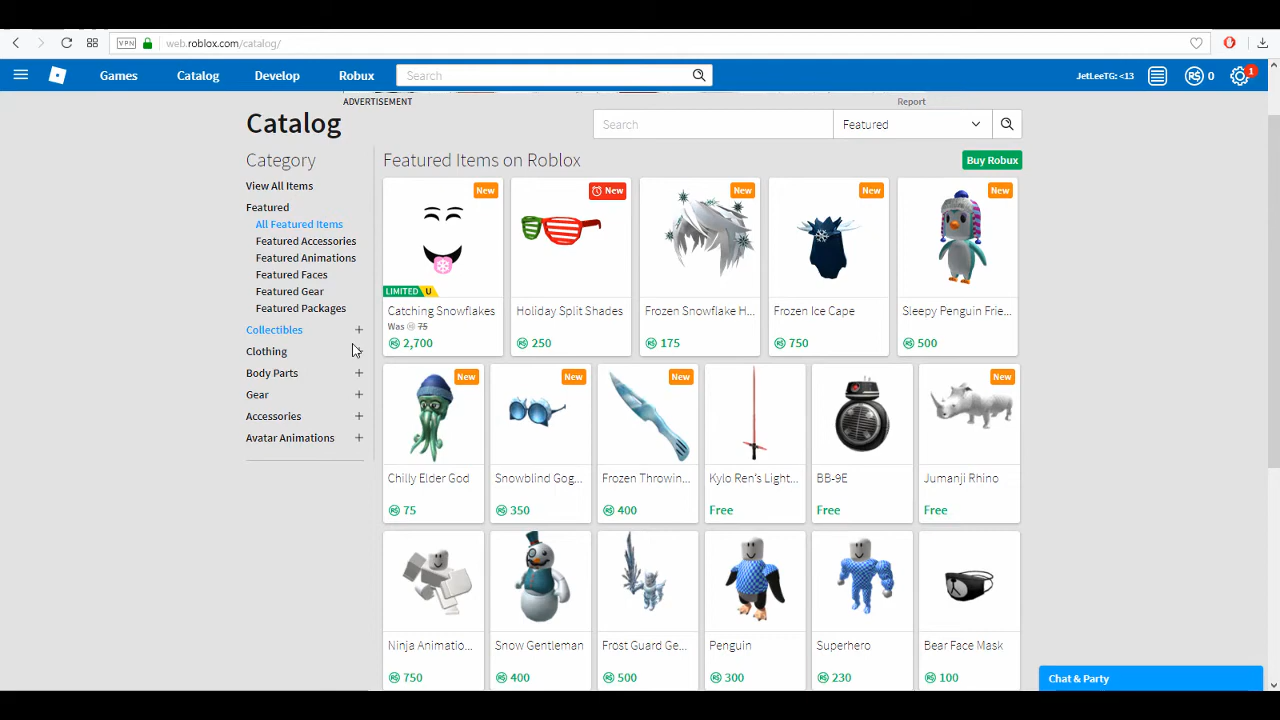 VPN web.roblox.com/catalog/
Games Catalog Develop Robux Search JetLeeTG: <13 R$ 0 1
ADVERTISEMENT Report
Catalog
Search Featured
Category
View All Items
Featured
All Featured Items
Featured Accessories
Featured Animations
Featured Faces
Featured Gear
Featured Packages
Collectibles +
Clothing
Body Parts +
Gear +
Accessories +
Avatar Animations +
Featured Items on Roblox Buy Robux
New New New New New
LIMITED U
Catching Snowflakes Holiday Split Shades Frozen Snowflake H... Frozen Ice Cape Sleepy Penguin Frie...
Was R$ 75
R$ 2,700 R$ 250 R$ 175 R$ 750 R$ 500
New New New New
Chilly Elder God Snowblind Gog... Frozen Throwin... Kylo Ren's Light... BB-9E Jumanji Rhino
R$ 75 R$ 350 R$ 400 Free Free Free
Ninja Animatio... Snow Gentleman Frost Guard Ge... Penguin Superhero Bear Face Mask
R$ 750 R$ 400 R$ 500 R$ 300 R$ 230 R$ 100
Chat & Party